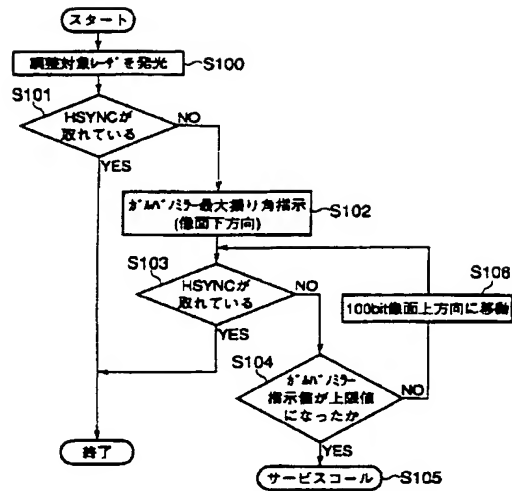 スタート
調整対象レーザを発光
S100
S101
HSYNCが
取れている
NO
YES
ガルバノミラー最大振り角指示
(像面下方向)
S102
S103
HSYNCが
取れている
NO
YES
S106
100bit像面上方向に移動
S104
ガルバノミラー
指示値が上限値
になったか
NO
YES
終了
サービスコール
S105